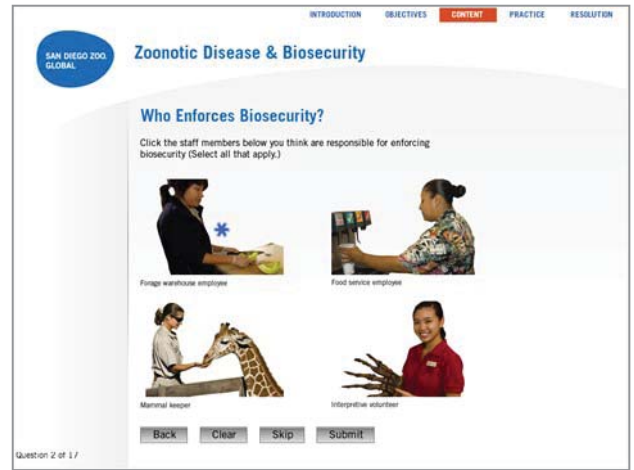 INTRODUCTION OBJECTIVES CONTENT PRACTICE RESOLUTION
SAN DIEGO ZOO
GLOBAL
Zoonotic Disease & Biosecurity
Who Enforces Biosecurity?
Click the staff members below you think are responsible for enforcing
biosecurity (Select all that apply.)
Forage warehouse employee
Food service employee
Mammal keeper
Interpretive volunteer
Back Clear Skip Submit
Question 2 of 17